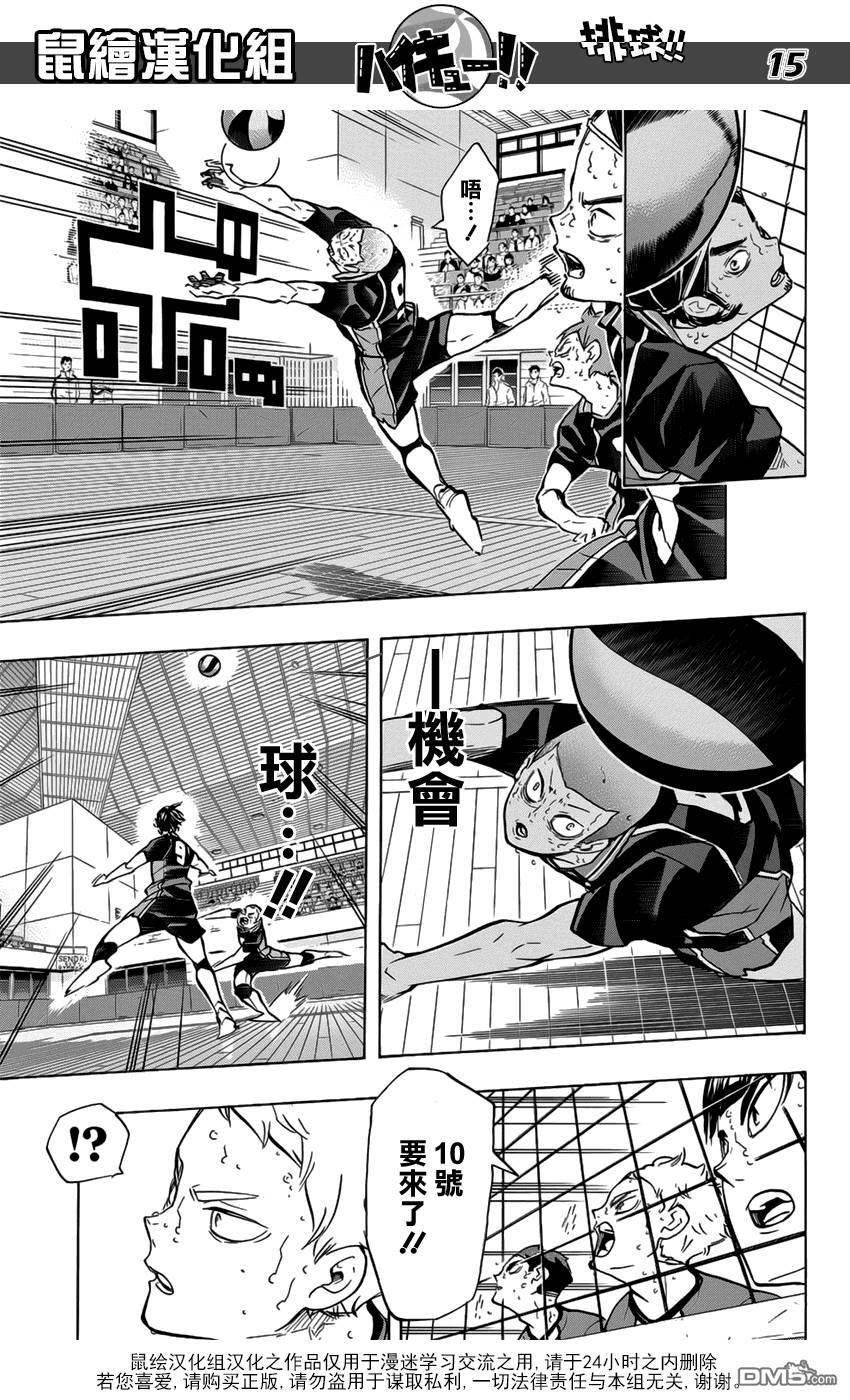 鼠繪漢化組
ハイキュー!!
排球!!
15
唔…!
−機會
球……!!
SENDAI
!?
10號
要來了!!
鼠绘汉化组汉化之作品仅用于漫迷学习交流之用, 请于24小时之内删除
若您喜爱, 请购买正版, 请勿盗用于谋取私利, 一切法律责任与本组无关, 谢谢。
DM5.com